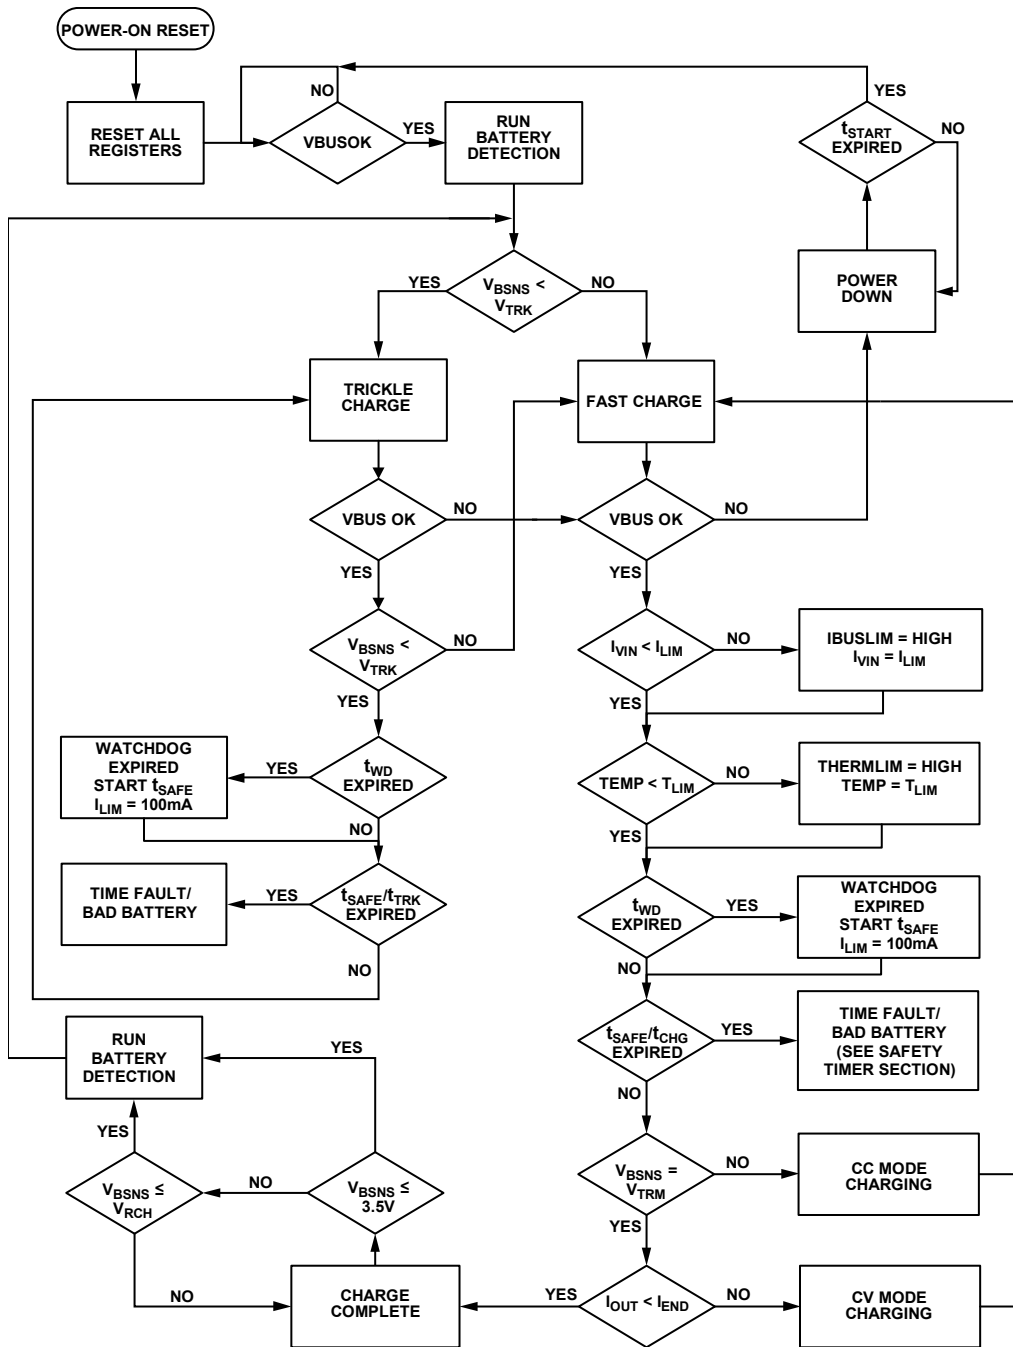 POWER-ON RESET
YES
NO
RESET ALL
REGISTERS
VBUSOK
YES
RUN
BATTERY
DETECTION
tSTART
EXPIRED
NO
YES
VBSNS <
VTRK
NO
POWER
DOWN
TRICKLE
CHARGE
FAST CHARGE
VBUS OK
NO
VBUS OK
NO
YES
YES
VBSNS <
VTRK
NO
IVIN < ILIM
NO
IBUSLIM = HIGH
IVIN = ILIM
YES
YES
WATCHDOG
EXPIRED
START tSAFE
ILIM = 100mA
YES
tWD
EXPIRED
TEMP < TLIM
NO
THERMLIM = HIGH
TEMP = TLIM
NO
YES
TIME FAULT/
BAD BATTERY
YES
tSAFE/tTRK
EXPIRED
tWD
EXPIRED
YES
WATCHDOG
EXPIRED
START tSAFE
ILIM = 100mA
NO
NO
RUN
BATTERY
DETECTION
YES
tSAFE/tCHG
EXPIRED
YES
TIME FAULT/
BAD BATTERY
(SEE SAFETY
TIMER SECTION)
NO
YES
VBSNS ≤
VRCH
NO
VBSNS ≤
3.5V
VBSNS =
VTRM
NO
CC MODE
CHARGING
YES
NO
CHARGE
COMPLETE
YES
IOUT < IEND
NO
CV MODE
CHARGING